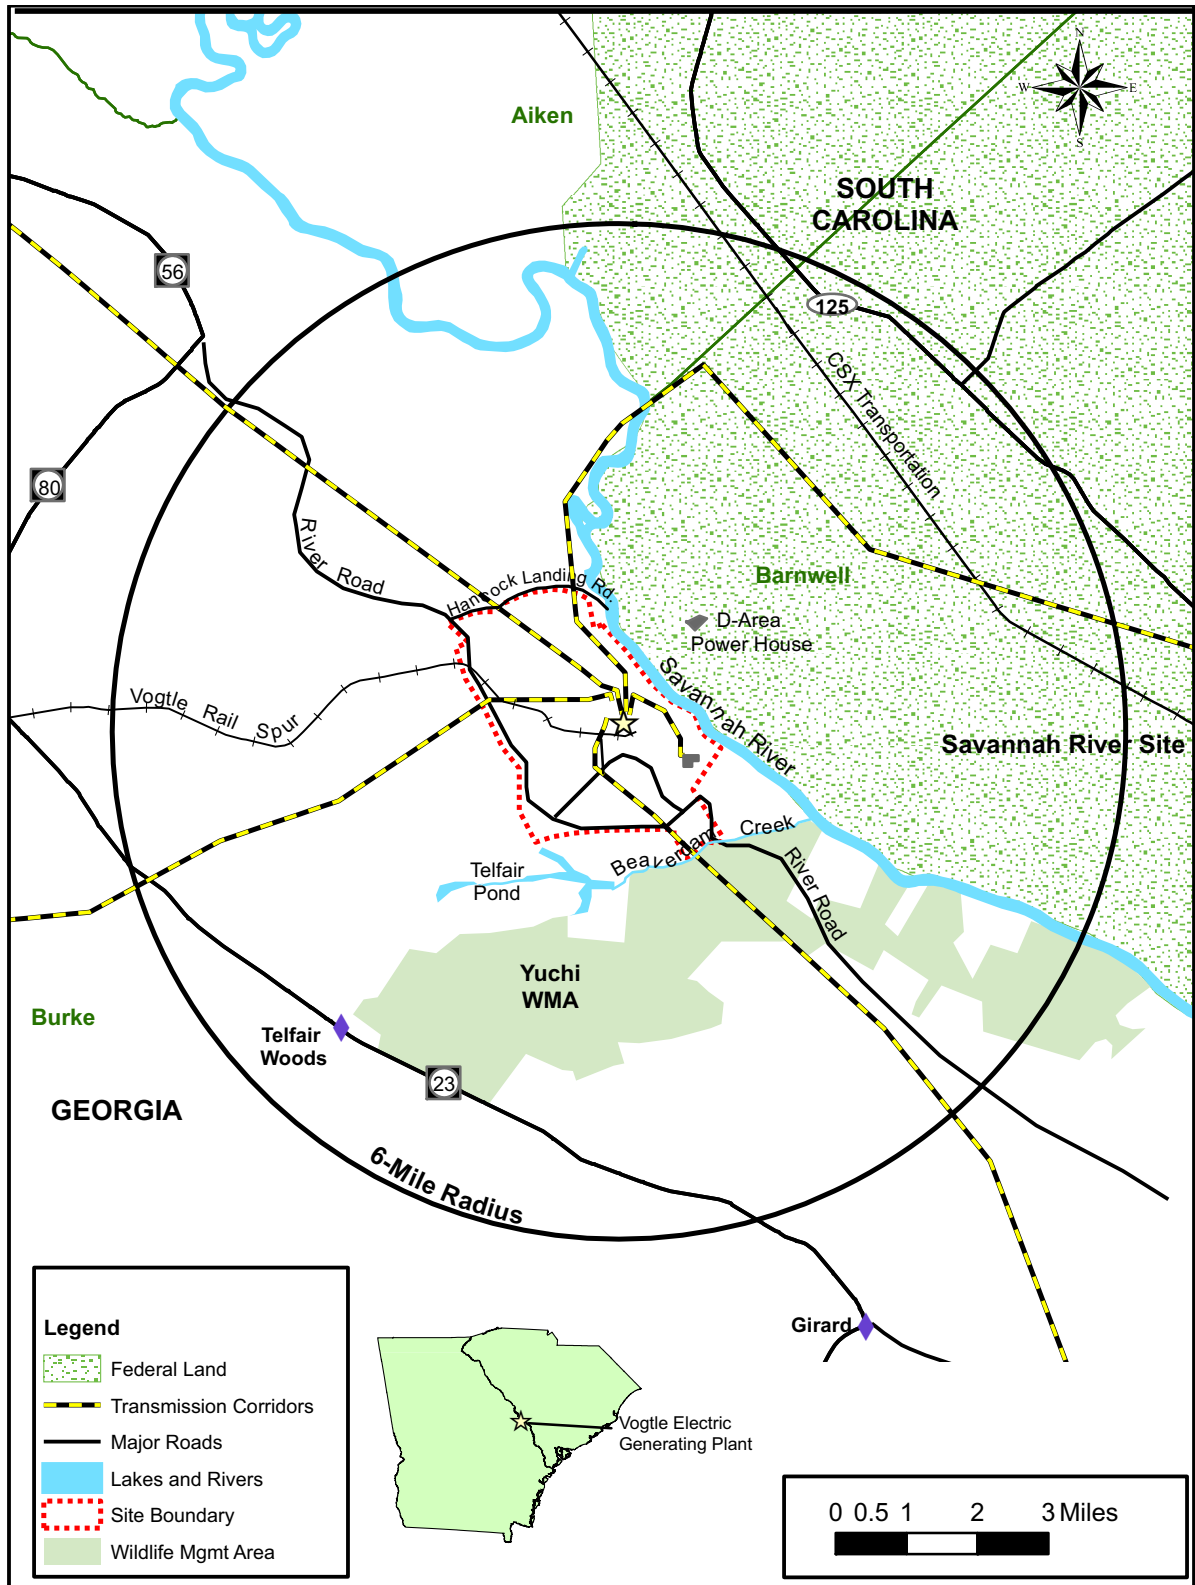 N
W
E
S
Aiken
SOUTH
CAROLINA
56
125
CSX Transportation
80
River Road
Hancock Landing Rd.
Barnwell
D-Area
Power House
Savannah River
Vogtle Rail Spur
Savannah River Site
Beaverdam Creek
Telfair
Pond
River Road
Yuchi
WMA
Burke
Telfair
Woods
23
GEORGIA
6-Mile Radius
Girard
Legend
Federal Land
Transmission Corridors
Major Roads
Lakes and Rivers
Site Boundary
Wildlife Mgmt Area
Vogtle Electric
Generating Plant
0 0.5 1 2 3 Miles